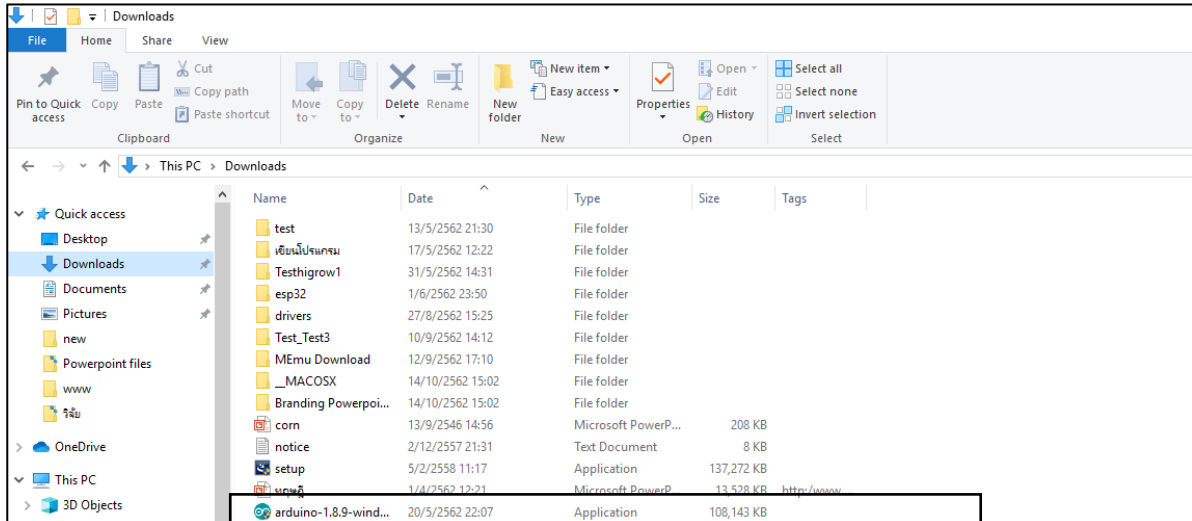 Downloads
File Home Share View
Pin to Quick access
Copy
Paste
Cut
Copy path
Paste shortcut
Clipboard
Move to
Copy to
Delete
Rename
Organize
New folder
New item
Easy access
New
Properties
Open
Edit
History
Open
Select all
Select none
Invert selection
Select
This PC > Downloads
Quick access
Desktop
Downloads
Documents
Pictures
new
Powerpoint files
www
วิจัย
OneDrive
This PC
3D Objects
Name Date Type Size Tags
test 13/5/2562 21:30 File folder
เขียนโปรแกรม 17/5/2562 12:22 File folder
Testhigrow1 31/5/2562 14:31 File folder
esp32 1/6/2562 23:50 File folder
drivers 27/8/2562 15:25 File folder
Test_Test3 10/9/2562 14:12 File folder
MEmu Download 12/9/2562 17:10 File folder
__MACOSX 14/10/2562 15:02 File folder
Branding Powerpoi... 14/10/2562 15:02 File folder
corn 13/9/2546 14:56 Microsoft PowerP... 208 KB
notice 2/12/2557 21:31 Text Document 8 KB
setup 5/2/2558 11:17 Application 137,272 KB
ทฤษฎี 1/4/2562 12:21 Microsoft PowerP... 13,528 KB http:/www...
arduino-1.8.9-wind... 20/5/2562 22:07 Application 108,143 KB